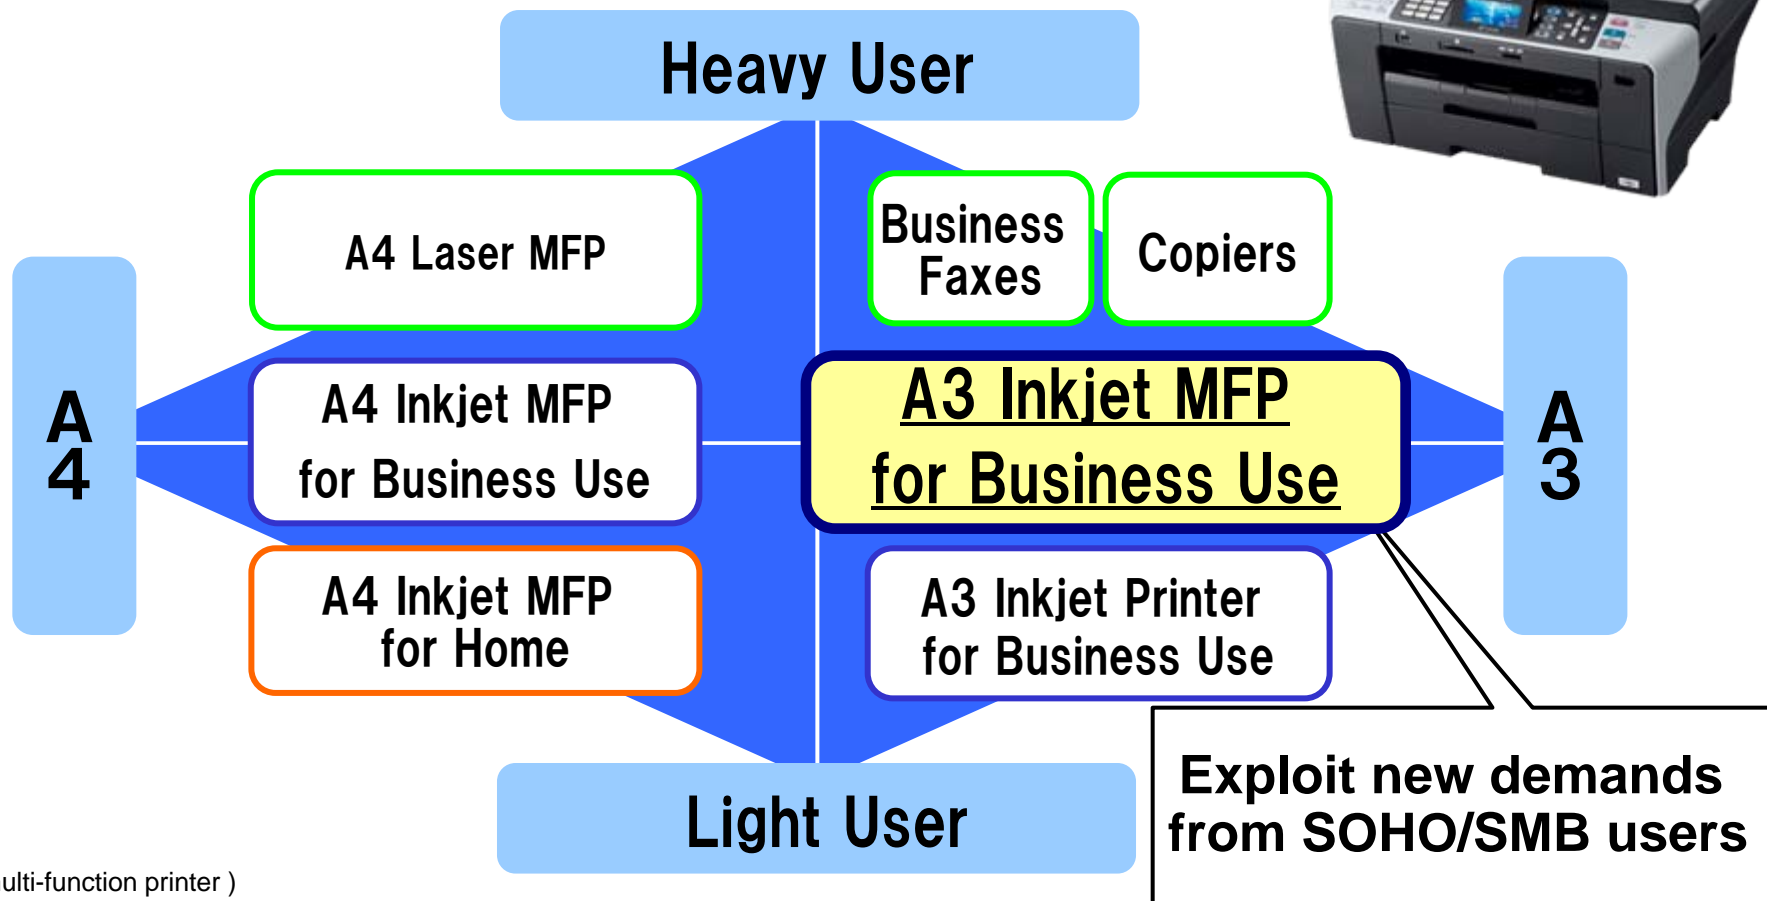 Heavy User
A4 Laser MFP
Business
Faxes
Copiers
A
4
A4 Inkjet MFP
for Business Use
A3 Inkjet MFP
for Business Use
A
3
A4 Inkjet MFP
for Home
A3 Inkjet Printer
for Business Use
Light User
Exploit new demands
from SOHO/SMB users
ulti-function printer )